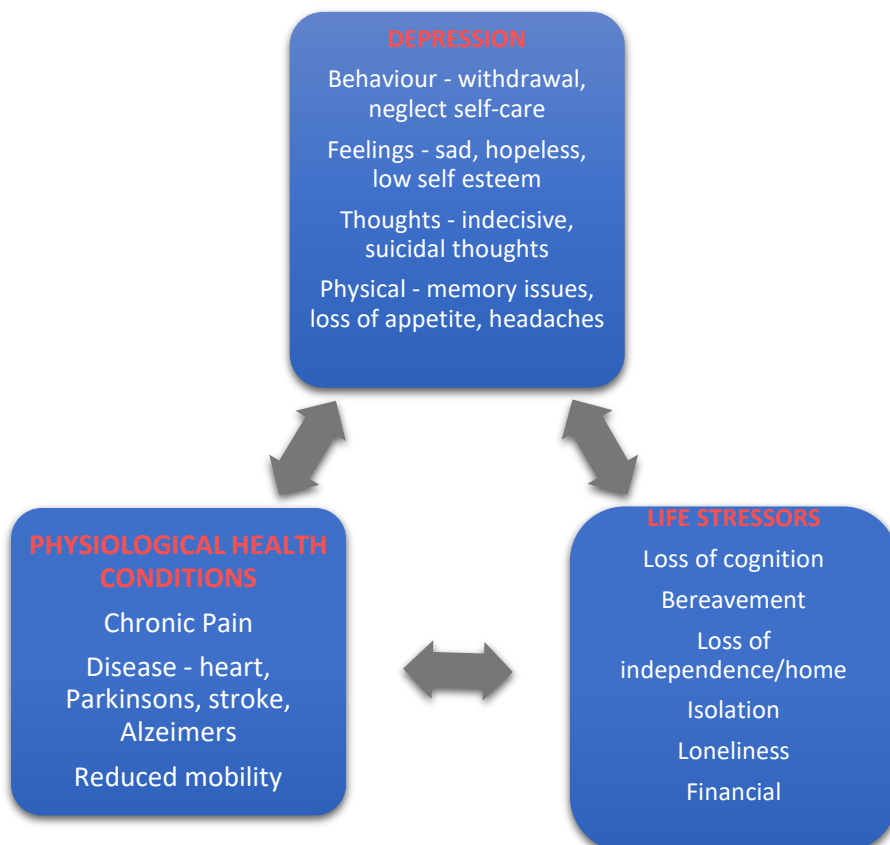 DEPRESSION
Behaviour - withdrawal,
neglect self-care
Feelings - sad, hopeless,
low self esteem
Thoughts - indecisive,
suicidal thoughts
Physical - memory issues,
loss of appetite, headaches
PHYSIOLOGICAL HEALTH
CONDITIONS
Chronic Pain
Disease - heart,
Parkinsons, stroke,
Alzeimers
Reduced mobility
LIFE STRESSORS
Loss of cognition
Bereavement
Loss of
independence/home
Isolation
Loneliness
Financial